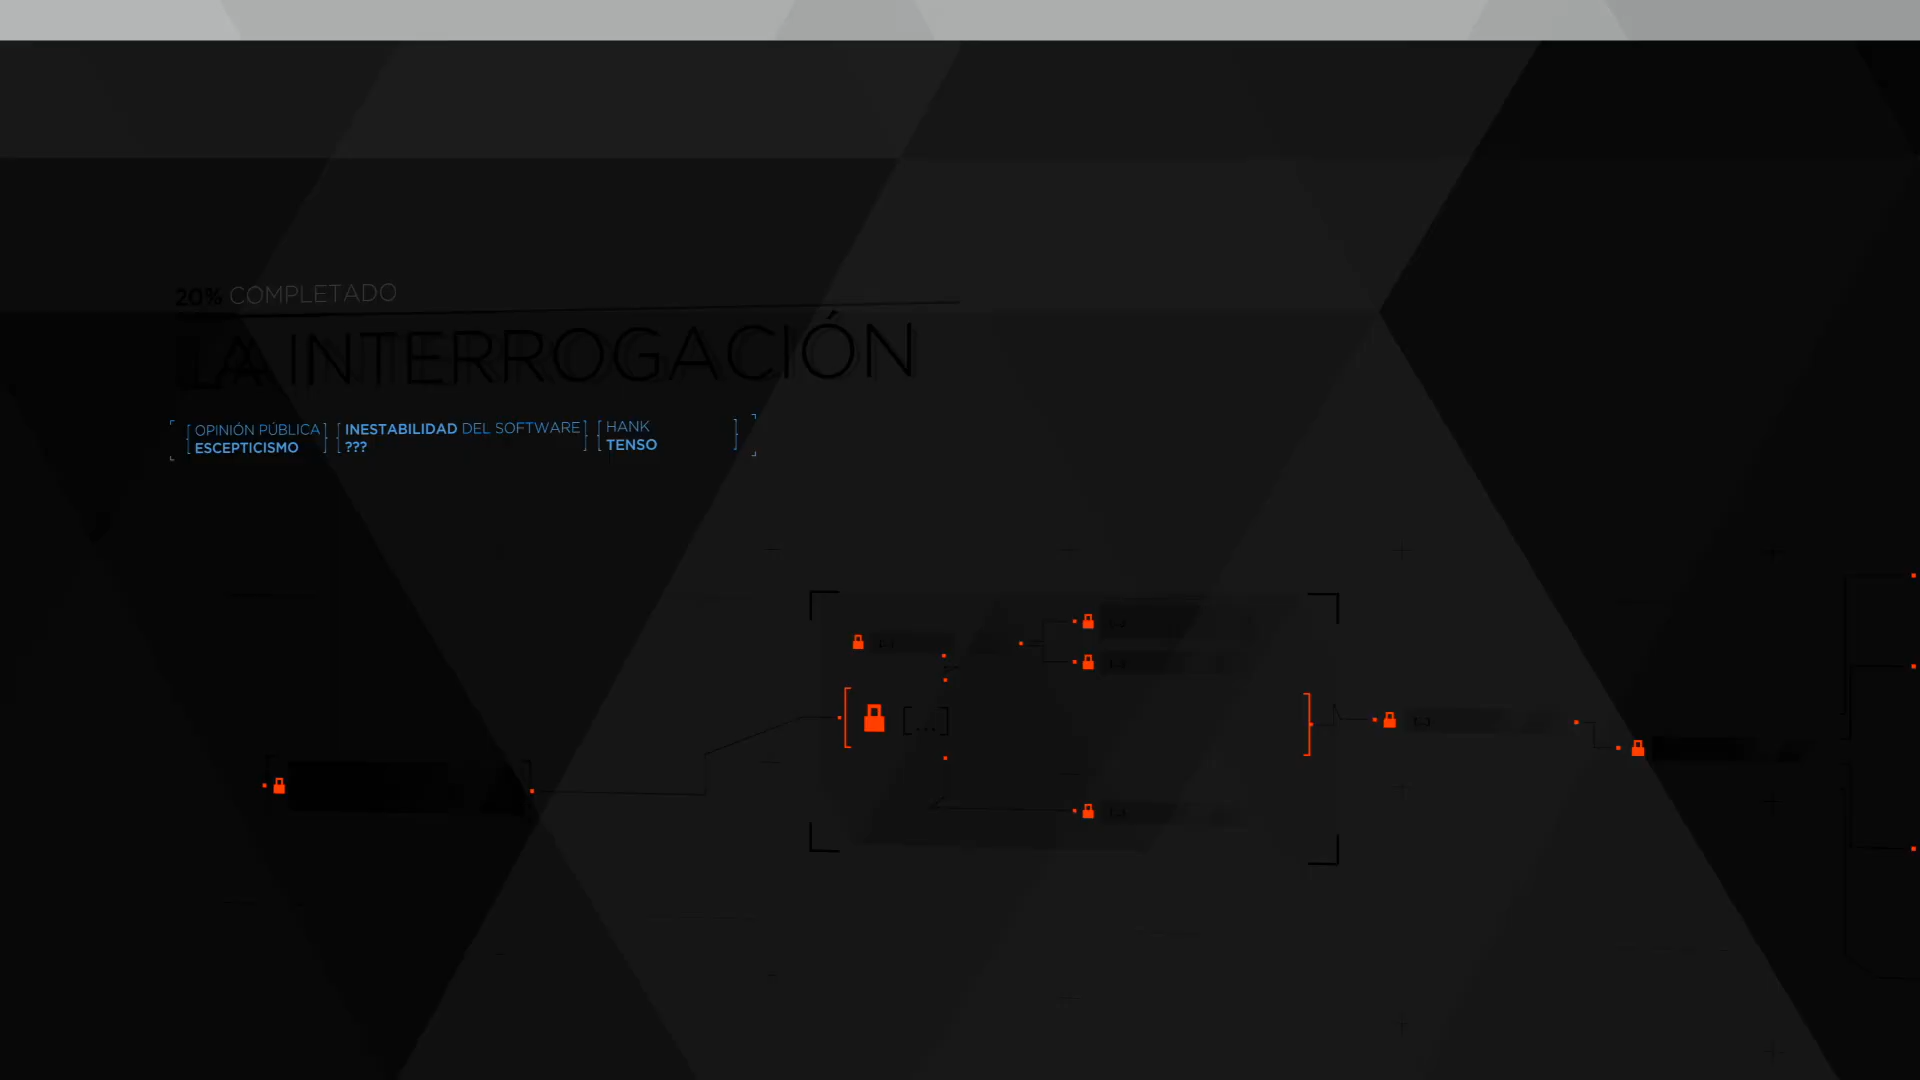 20% COMPLETADO
LA INTERROGACIÓN
OPINIÓN PÚBLICA
ESCEPTICISMO
INESTABILIDAD DEL SOFTWARE
???
HANK
TENSO
[...]
[...]
[...]
[...]
[...]
[...]